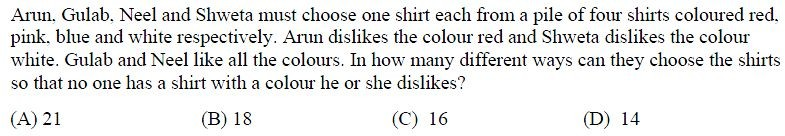 Arun, Gulab, Neel and Shweta must choose one shirt each from a pile of four shirts coloured red,
pink, blue and white respectively. Arun dislikes the colour red and Shweta dislikes the colour
white. Gulab and Neel like all the colours. In how many different ways can they choose the shirts
so that no one has a shirt with a colour he or she dislikes?
(A) 21 (B) 18 (C) 16 (D) 14